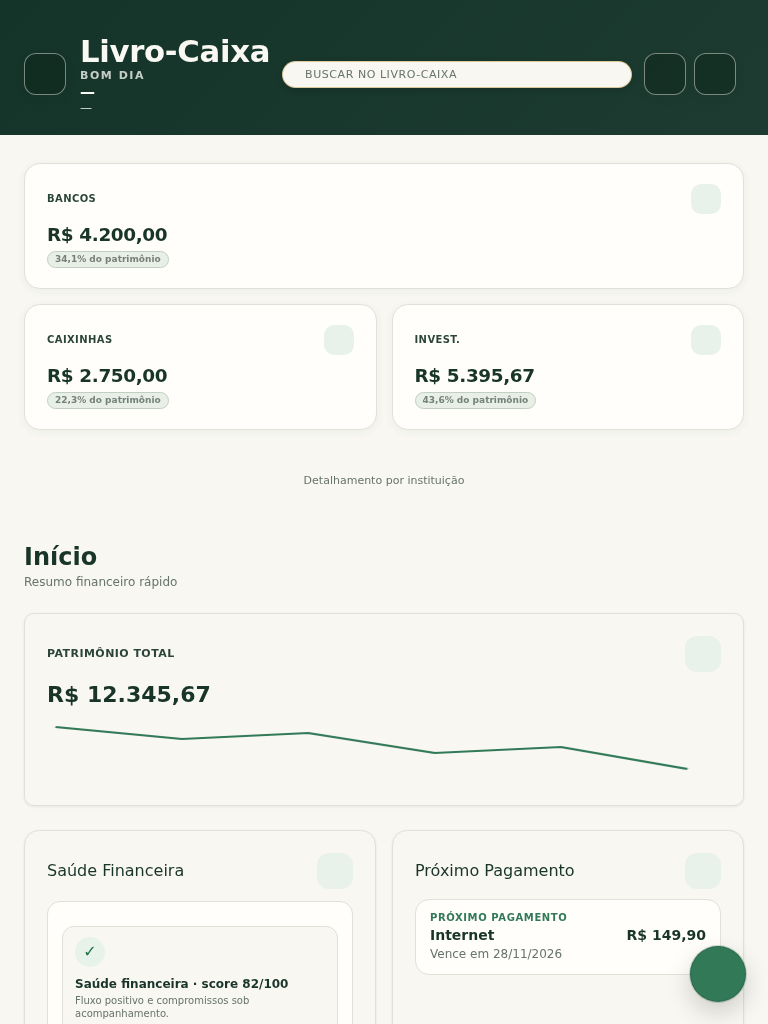 Livro-Caixa
BOM DIA
—
—
BUSCAR NO LIVRO-CAIXA
BANCOS
R$ 4.200,00
34,1% do patrimônio
CAIXINHAS
R$ 2.750,00
22,3% do patrimônio
INVEST.
R$ 5.395,67
43,6% do patrimônio
Detalhamento por instituição
Início
Resumo financeiro rápido
PATRIMÔNIO TOTAL
R$ 12.345,67
Saúde Financeira
✓
Saúde financeira · score 82/100
Fluxo positivo e compromissos sob
acompanhamento.
Próximo Pagamento
PRÓXIMO PAGAMENTO
Internet R$ 149,90
Vence em 28/11/2026